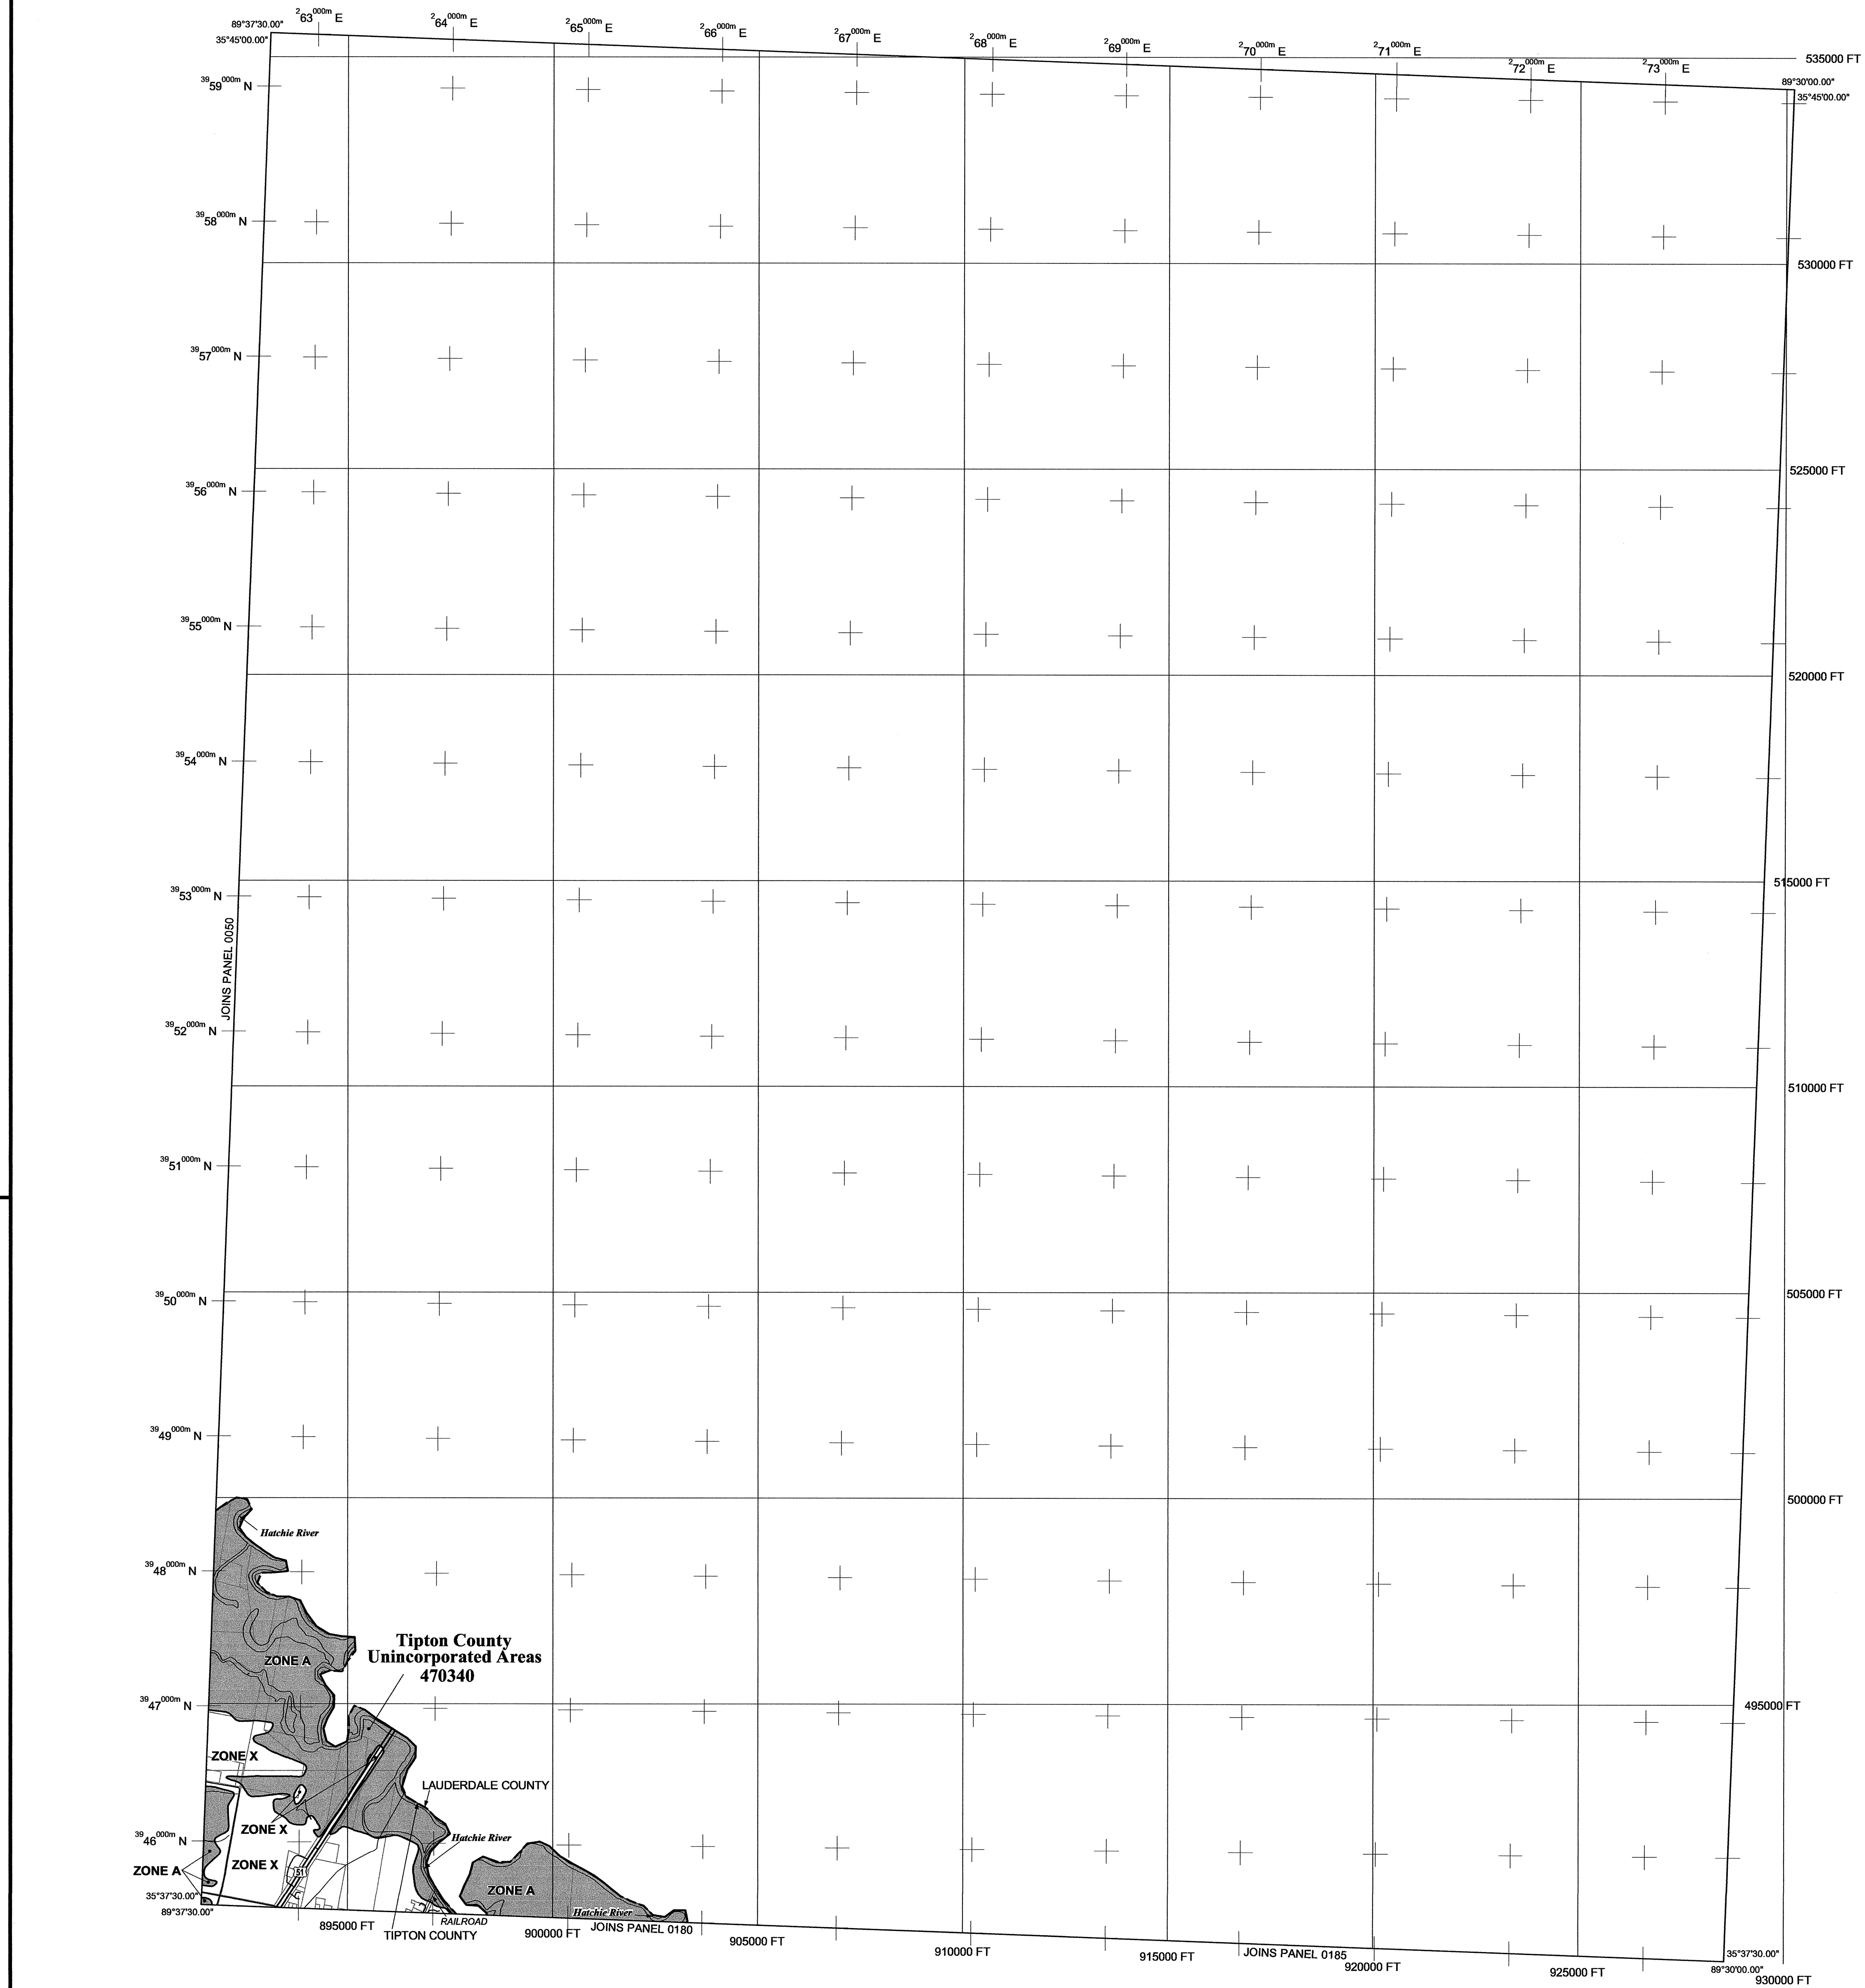 89°37'30.00"
35°45'00.00"
²63⁰⁰⁰ᵐ E
²64⁰⁰⁰ᵐ E
²65⁰⁰⁰ᵐ E
²66⁰⁰⁰ᵐ E
²67⁰⁰⁰ᵐ E
²68⁰⁰⁰ᵐ E
²69⁰⁰⁰ᵐ E
²70⁰⁰⁰ᵐ E
²71⁰⁰⁰ᵐ E
²72⁰⁰⁰ᵐ E
²73⁰⁰⁰ᵐ E
535000 FT
89°30'00.00"
35°45'00.00"
³⁹59⁰⁰⁰ᵐ N
³⁹58⁰⁰⁰ᵐ N
530000 FT
³⁹57⁰⁰⁰ᵐ N
525000 FT
³⁹56⁰⁰⁰ᵐ N
³⁹55⁰⁰⁰ᵐ N
520000 FT
³⁹54⁰⁰⁰ᵐ N
515000 FT
³⁹53⁰⁰⁰ᵐ N
JOINS PANEL 0050
³⁹52⁰⁰⁰ᵐ N
510000 FT
³⁹51⁰⁰⁰ᵐ N
505000 FT
³⁹50⁰⁰⁰ᵐ N
³⁹49⁰⁰⁰ᵐ N
500000 FT
Hatchie River
³⁹48⁰⁰⁰ᵐ N
Tipton County
Unincorporated Areas
470340
ZONE A
³⁹47⁰⁰⁰ᵐ N
495000 FT
ZONE X
LAUDERDALE COUNTY
ZONE X
³⁹46⁰⁰⁰ᵐ N
Hatchie River
ZONE X
ZONE A
51
ZONE A
35°37'30.00"
89°37'30.00"
Hatchie River
RAILROAD
895000 FT
TIPTON COUNTY
900000 FT
JOINS PANEL 0180
905000 FT
910000 FT
915000 FT
JOINS PANEL 0185
920000 FT
925000 FT
35°37'30.00"
89°30'00.00"
930000 FT